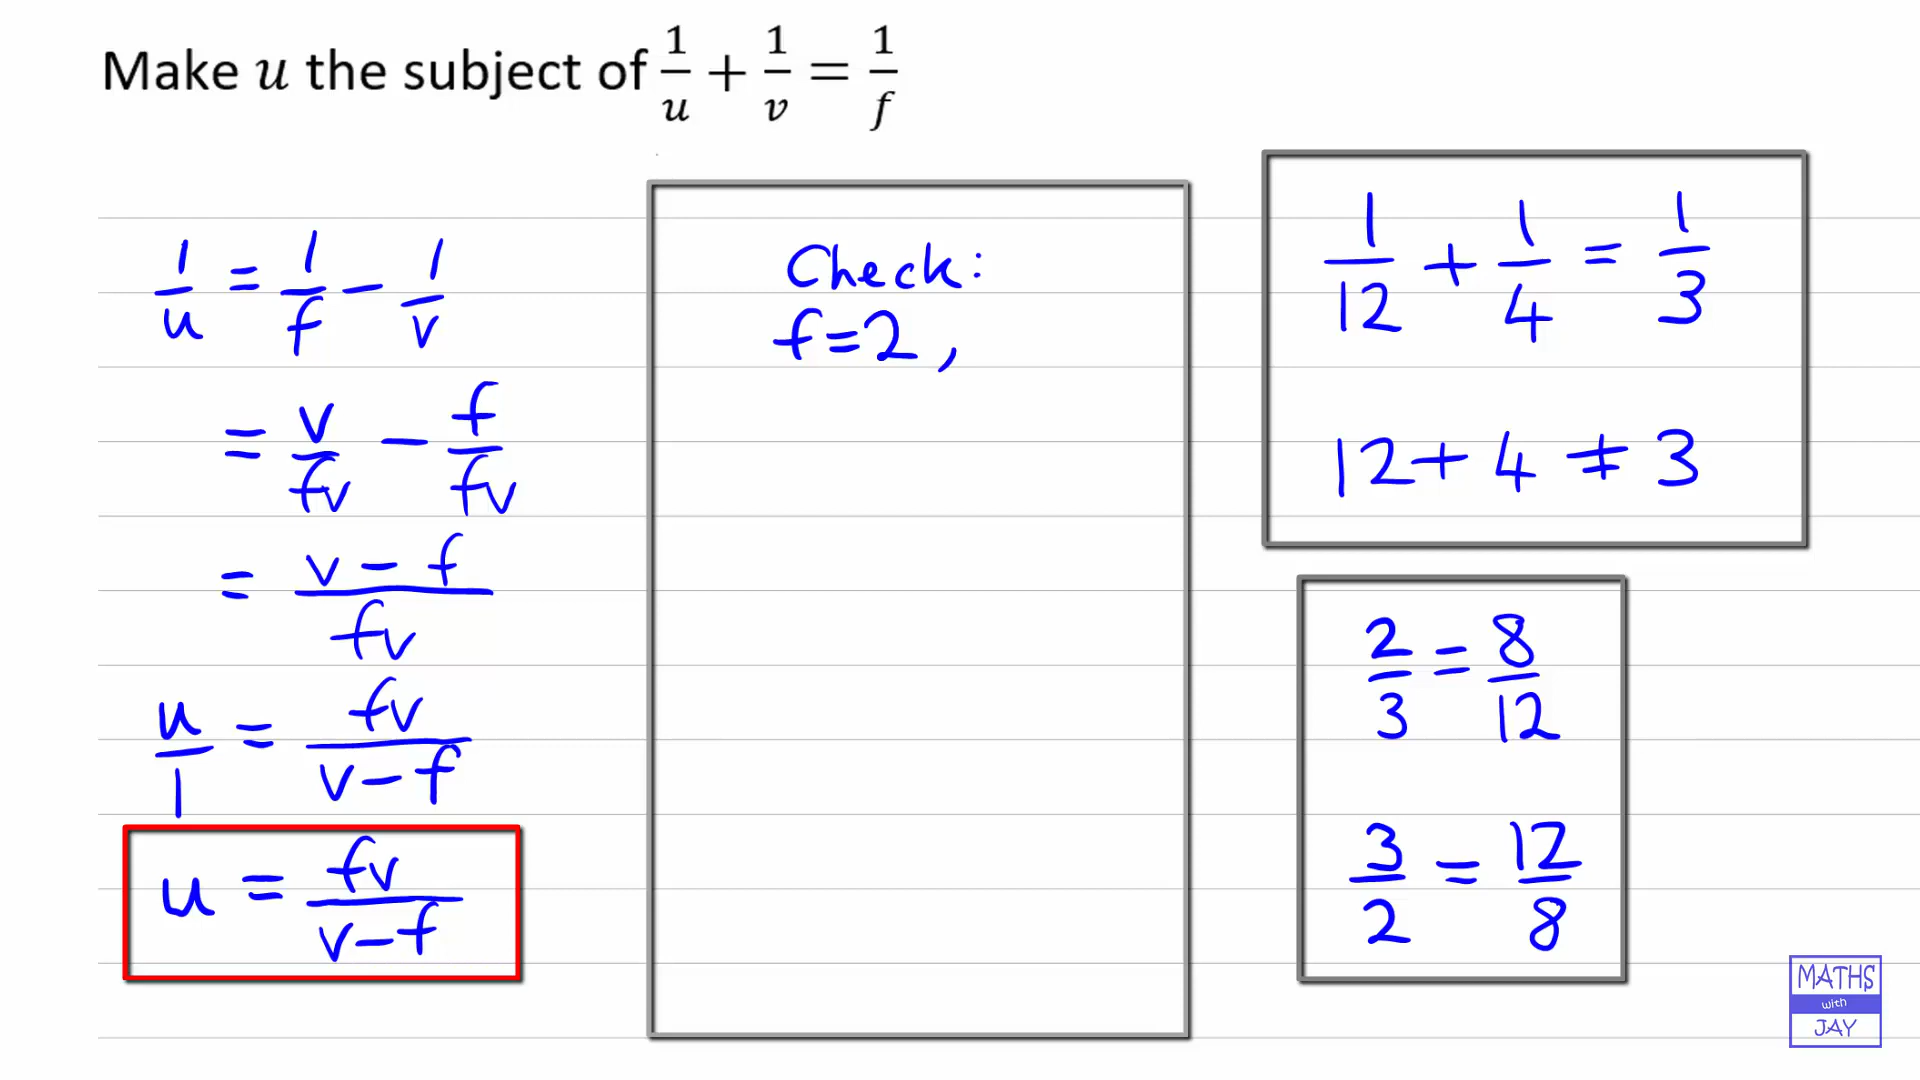 Make u the subject of 1/u + 1/v = 1/f
1/u = 1/f − 1/v
= v/fv − f/fv
= (v − f)/fv
u/1 = fv/(v − f)
u = fv/(v − f)
Check:
f = 2 ,
1/12 + 1/4 = 1/3
12 + 4 ≠ 3
2/3 = 8/12
3/2 = 12/8
MATHS
with
JAY